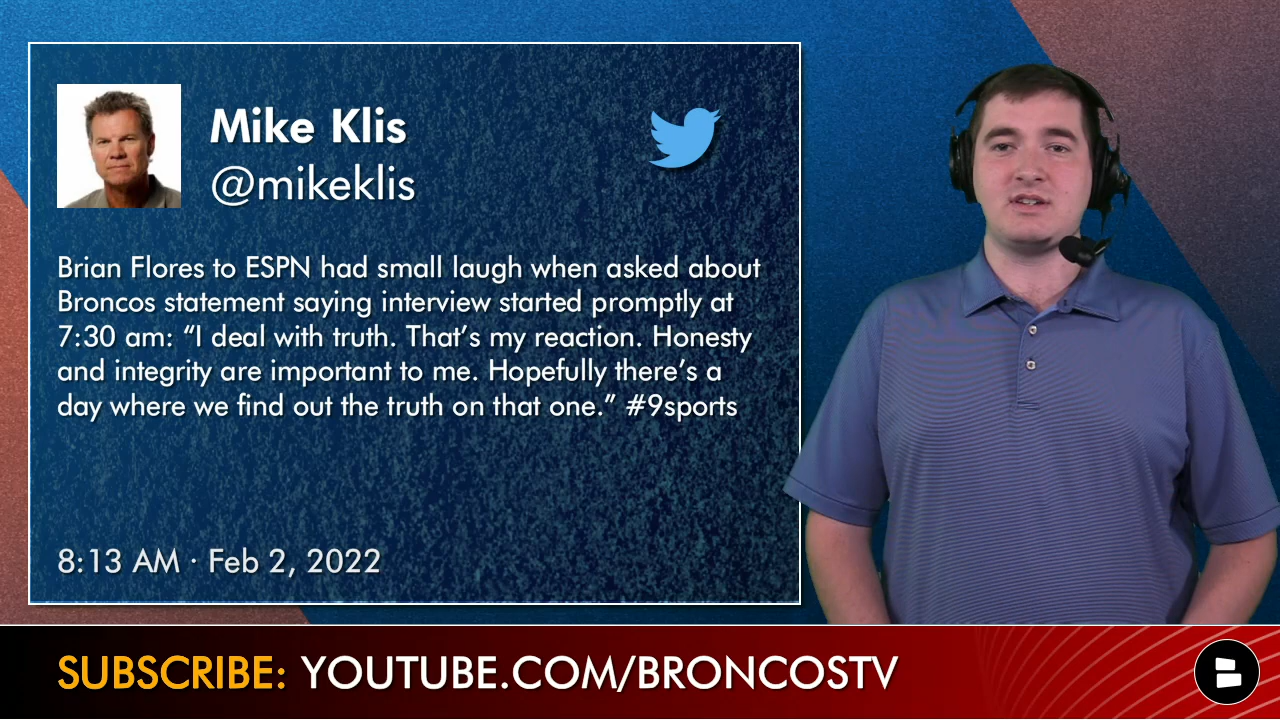 Mike Klis
@mikeklis
Brian Flores to ESPN had small laugh when asked about
Broncos statement saying interview started promptly at
7:30 am: “I deal with truth. That’s my reaction. Honesty
and integrity are important to me. Hopefully there’s a
day where we find out the truth on that one.” #9sports
8:13 AM · Feb 2, 2022
SUBSCRIBE: YOUTUBE.COM/BRONCOSTV